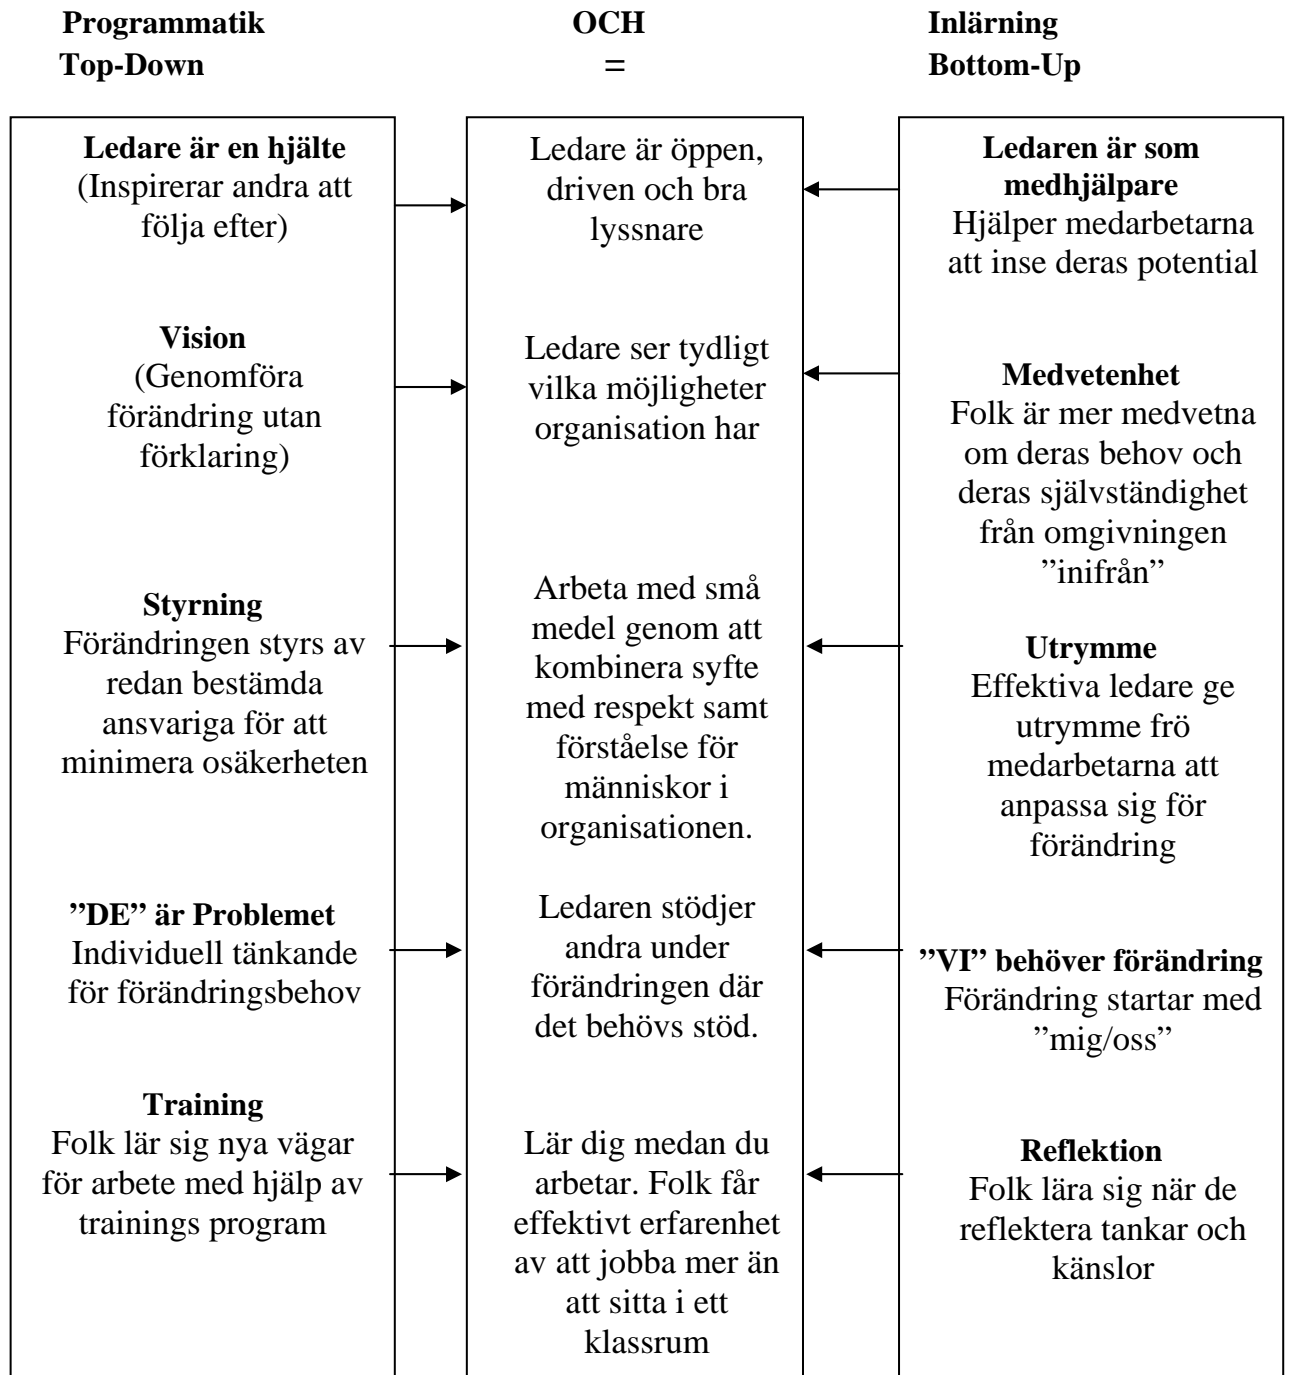 Programmatik
Top-Down
OCH
=
Inlärning
Bottom-Up
Ledare är en hjälte
(Inspirerar andra att
följa efter)
Vision
(Genomföra
förändring utan
förklaring)
Styrning
Förändringen styrs av
redan bestämda
ansvariga för att
minimera osäkerheten
”DE” är Problemet
Individuell tänkande
för förändringsbehov
Training
Folk lär sig nya vägar
för arbete med hjälp av
trainings program
Ledare är öppen,
driven och bra
lyssnare
Ledare ser tydligt
vilka möjligheter
organisation har
Arbeta med små
medel genom att
kombinera syfte
med respekt samt
förståelse för
människor i
organisationen.
Ledaren stödjer
andra under
förändringen där
det behövs stöd.
Lär dig medan du
arbetar. Folk får
effektivt erfarenhet
av att jobba mer än
att sitta i ett
klassrum
Ledaren är som
medhjälpare
Hjälper medarbetarna
att inse deras potential
Medvetenhet
Folk är mer medvetna
om deras behov och
deras självständighet
från omgivningen
”inifrån”
Utrymme
Effektiva ledare ge
utrymme frö
medarbetarna att
anpassa sig för
förändring
”VI” behöver förändring
Förändring startar med
”mig/oss”
Reflektion
Folk lära sig när de
reflektera tankar och
känslor